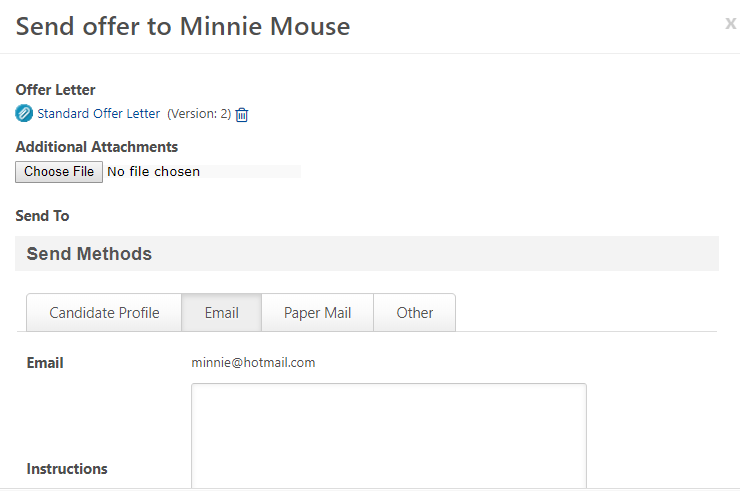 Send offer to Minnie Mouse
x
Offer Letter
Standard Offer Letter (Version: 2)
Additional Attachments
Choose File No file chosen
Send To
Send Methods
Candidate Profile Email Paper Mail Other
Email minnie@hotmail.com
Instructions